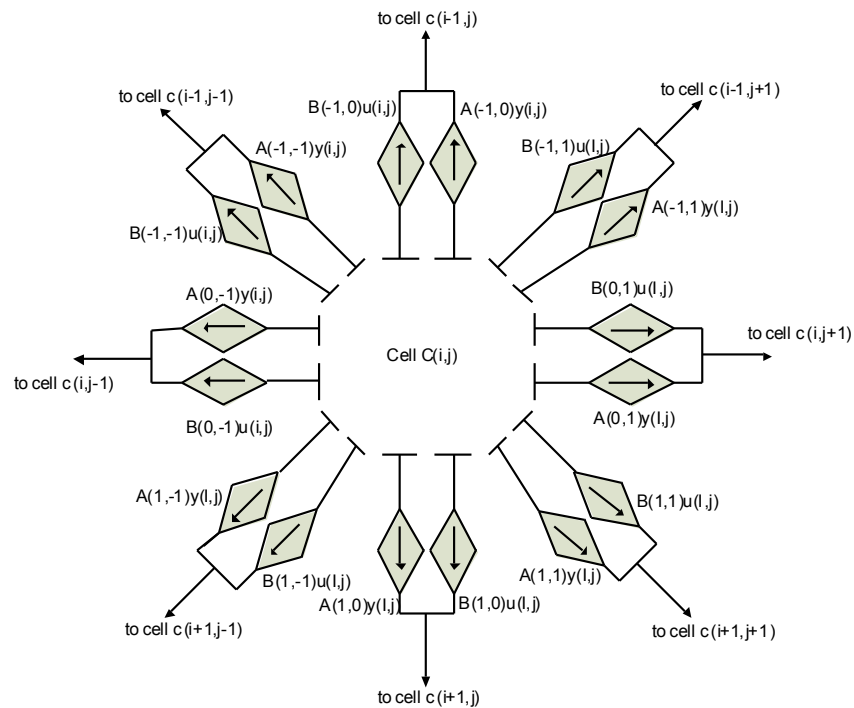 to cell c(i-1,j)
to cell c(i-1,j-1)
to cell c(i-1,j+1)
B(-1,0)u(i,j)
A(-1,0)y(i,j)
A(-1,-1)y(i,j)
B(-1,1)u(I,j)
B(-1,-1)u(i,j)
A(-1,1)y(I,j)
A(0,-1)y(i,j)
B(0,1)u(I,j)
to cell c(i,j-1)
Cell C(i,j)
to cell c(i,j+1)
B(0,-1)u(i,j)
A(0,1)y(I,j)
A(1,-1)y(I,j)
B(1,1)u(I,j)
B(1,-1)u(I,j)
A(1,1)y(I,j)
A(1,0)y(I,j)
B(1,0)u(I,j)
to cell c(i+1,j-1)
to cell c(i+1,j+1)
to cell c(i+1,j)